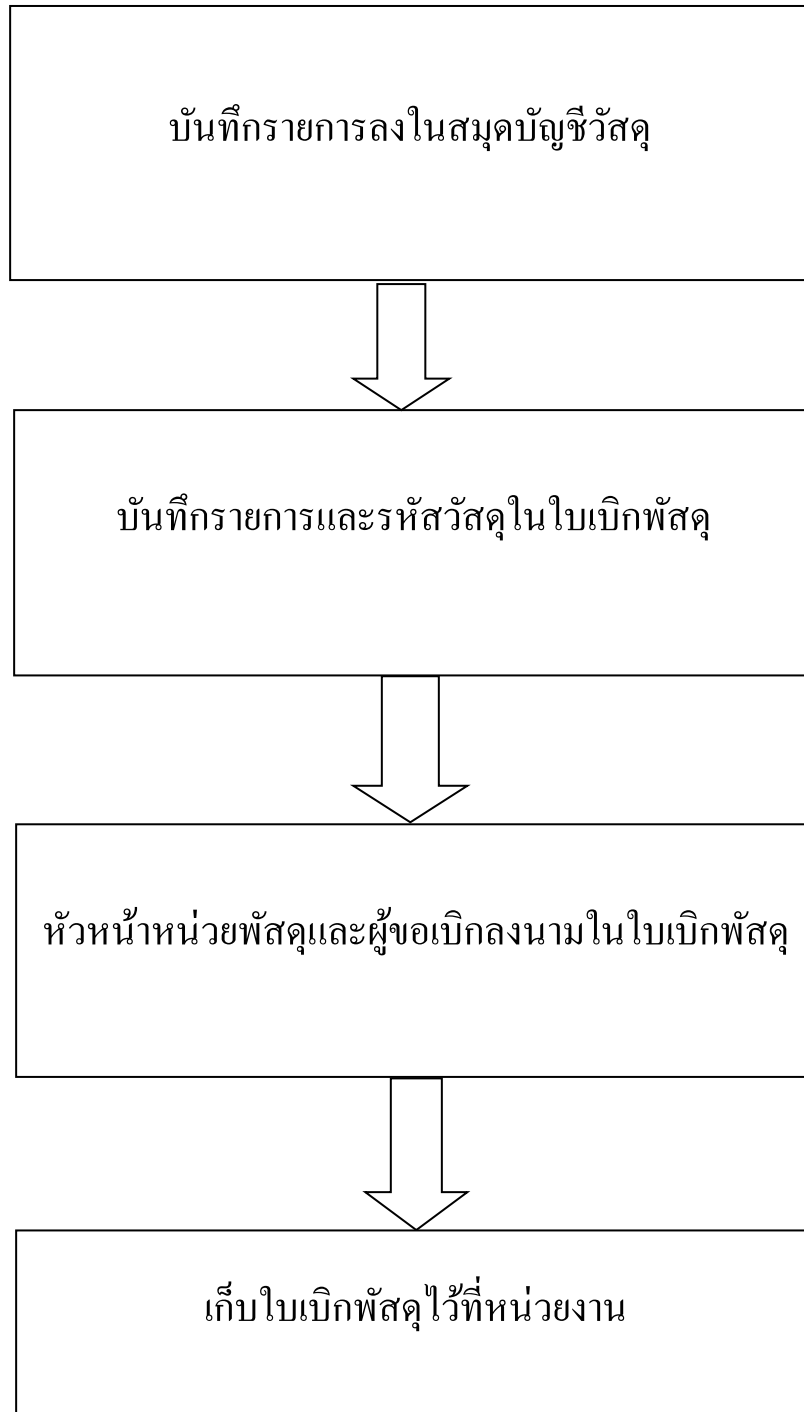 บันทึกรายการลงในสมุดบัญชีวัสดุ
บันทึกรายการและรหัสวัสดุในใบเบิกพัสดุ
หัวหน้าหน่วยพัสดุและผู้ขอเบิกลงนามในใบเบิกพัสดุ
เก็บใบเบิกพัสดุไว้ที่หน่วยงาน